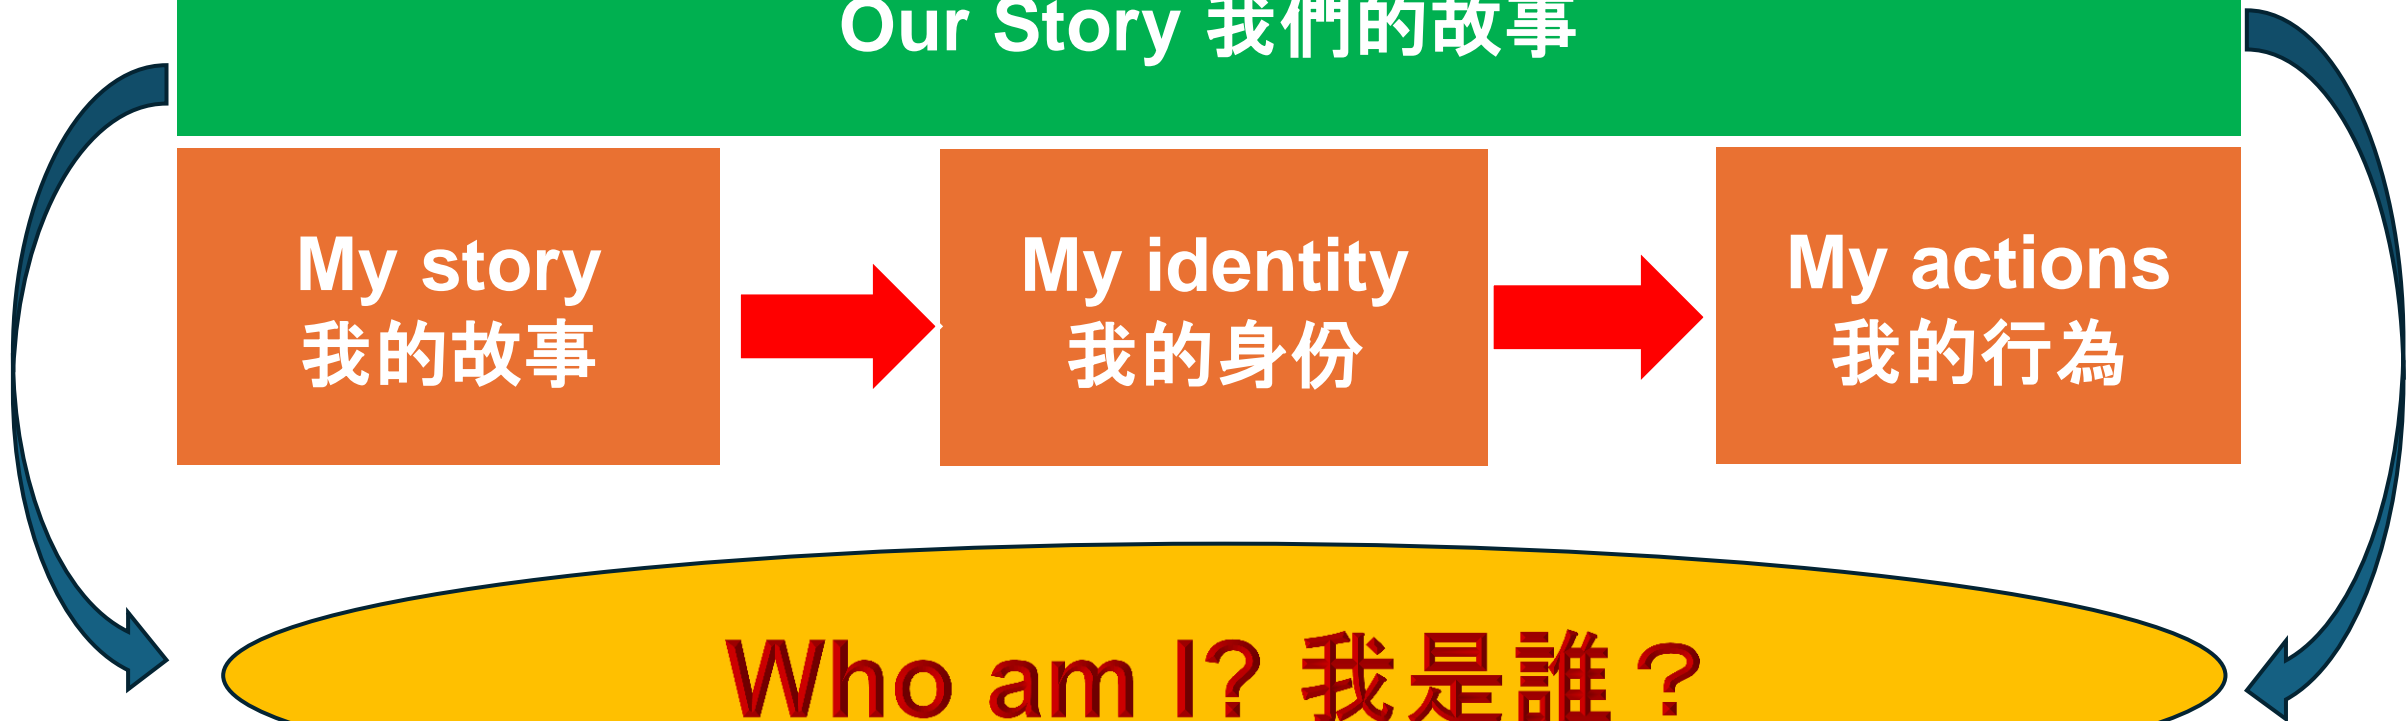 Our Story 我們的故事
My story
我的故事
My identity
我的身份
My actions
我的行為
Who am I? 我是誰？